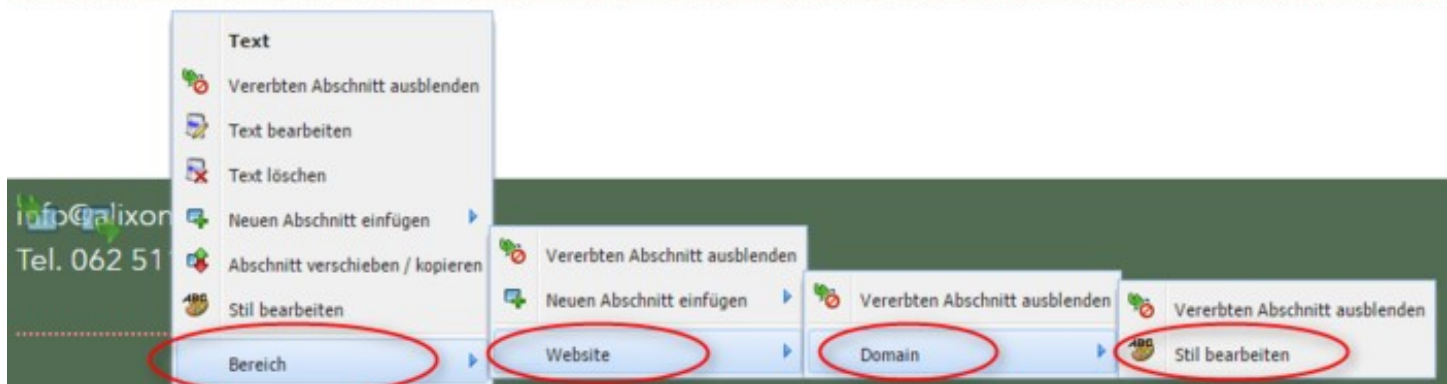 Text
Vererbten Abschnitt ausblenden
Text bearbeiten
Text löschen
Neuen Abschnitt einfügen
Abschnitt verschieben / kopieren
Stil bearbeiten
Bereich
Vererbten Abschnitt ausblenden
Neuen Abschnitt einfügen
Website
Vererbten Abschnitt ausblenden
Domain
Vererbten Abschnitt ausblenden
Stil bearbeiten
Tel. 062 51